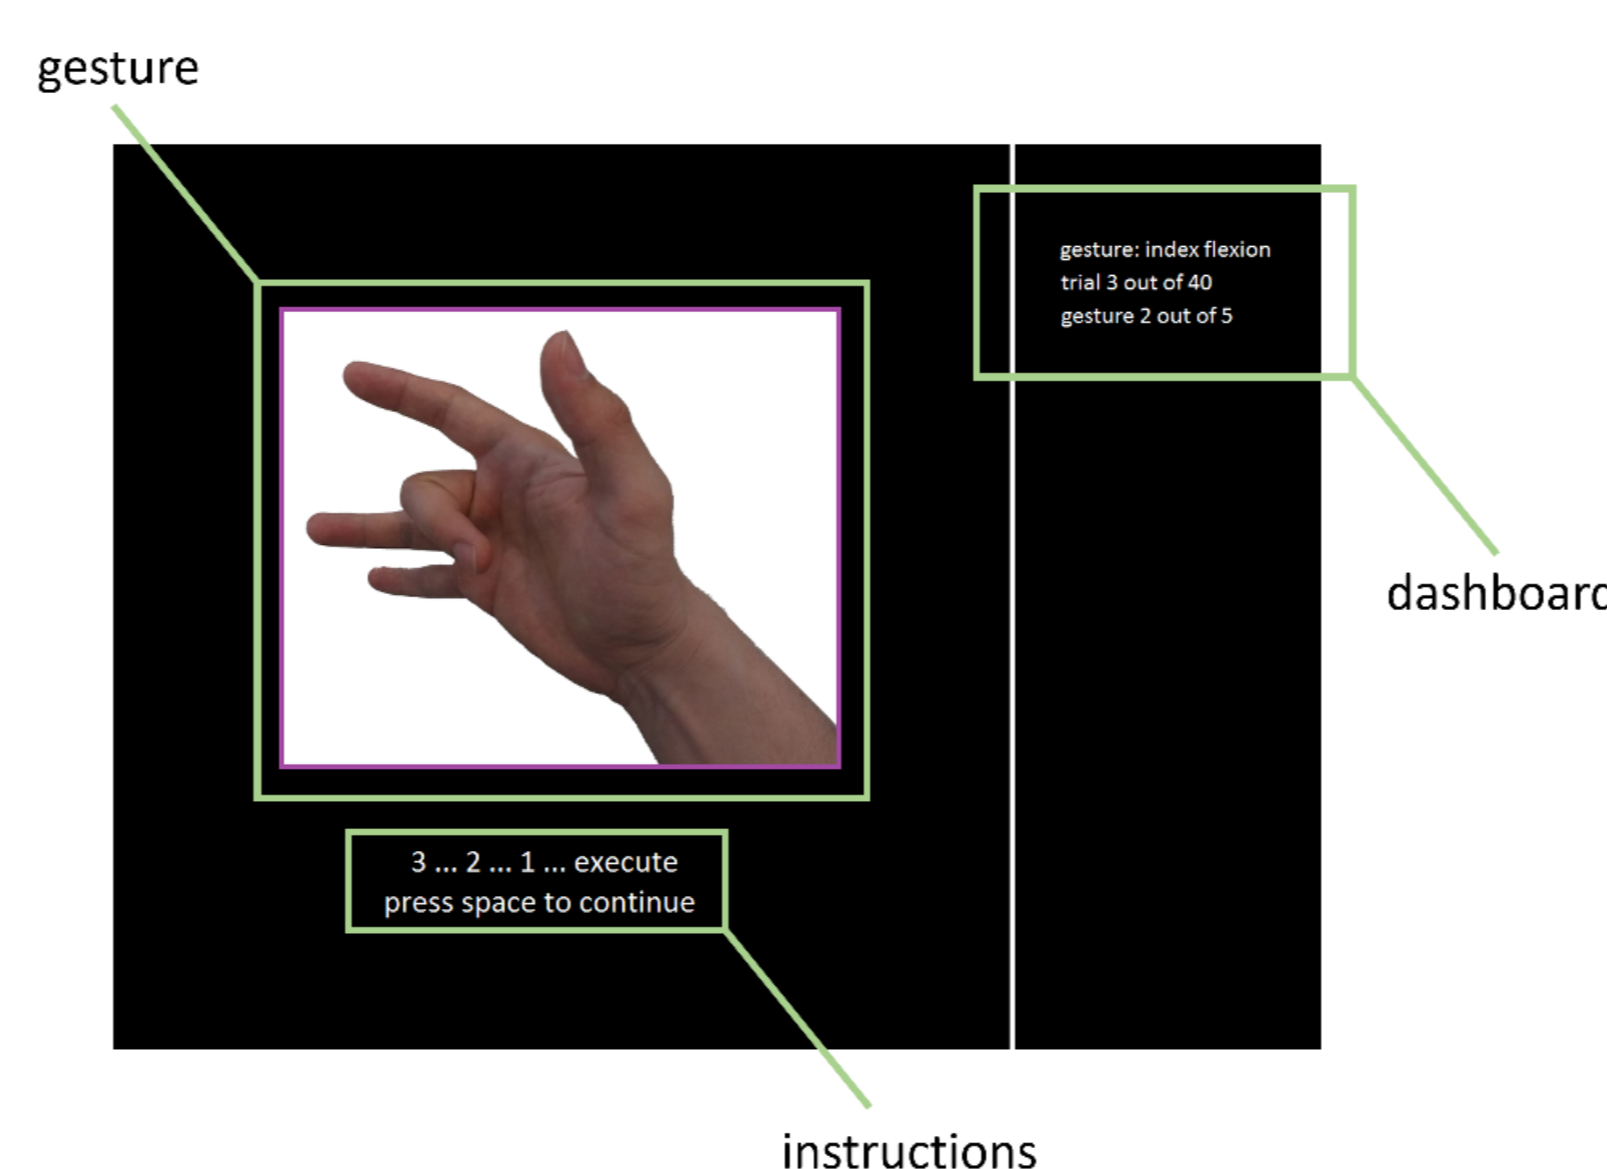 gesture
gesture: index flexion
trial 3 out of 40
gesture 2 out of 5
dashboard
3 ... 2 ... 1 ... execute
press space to continue
instructions